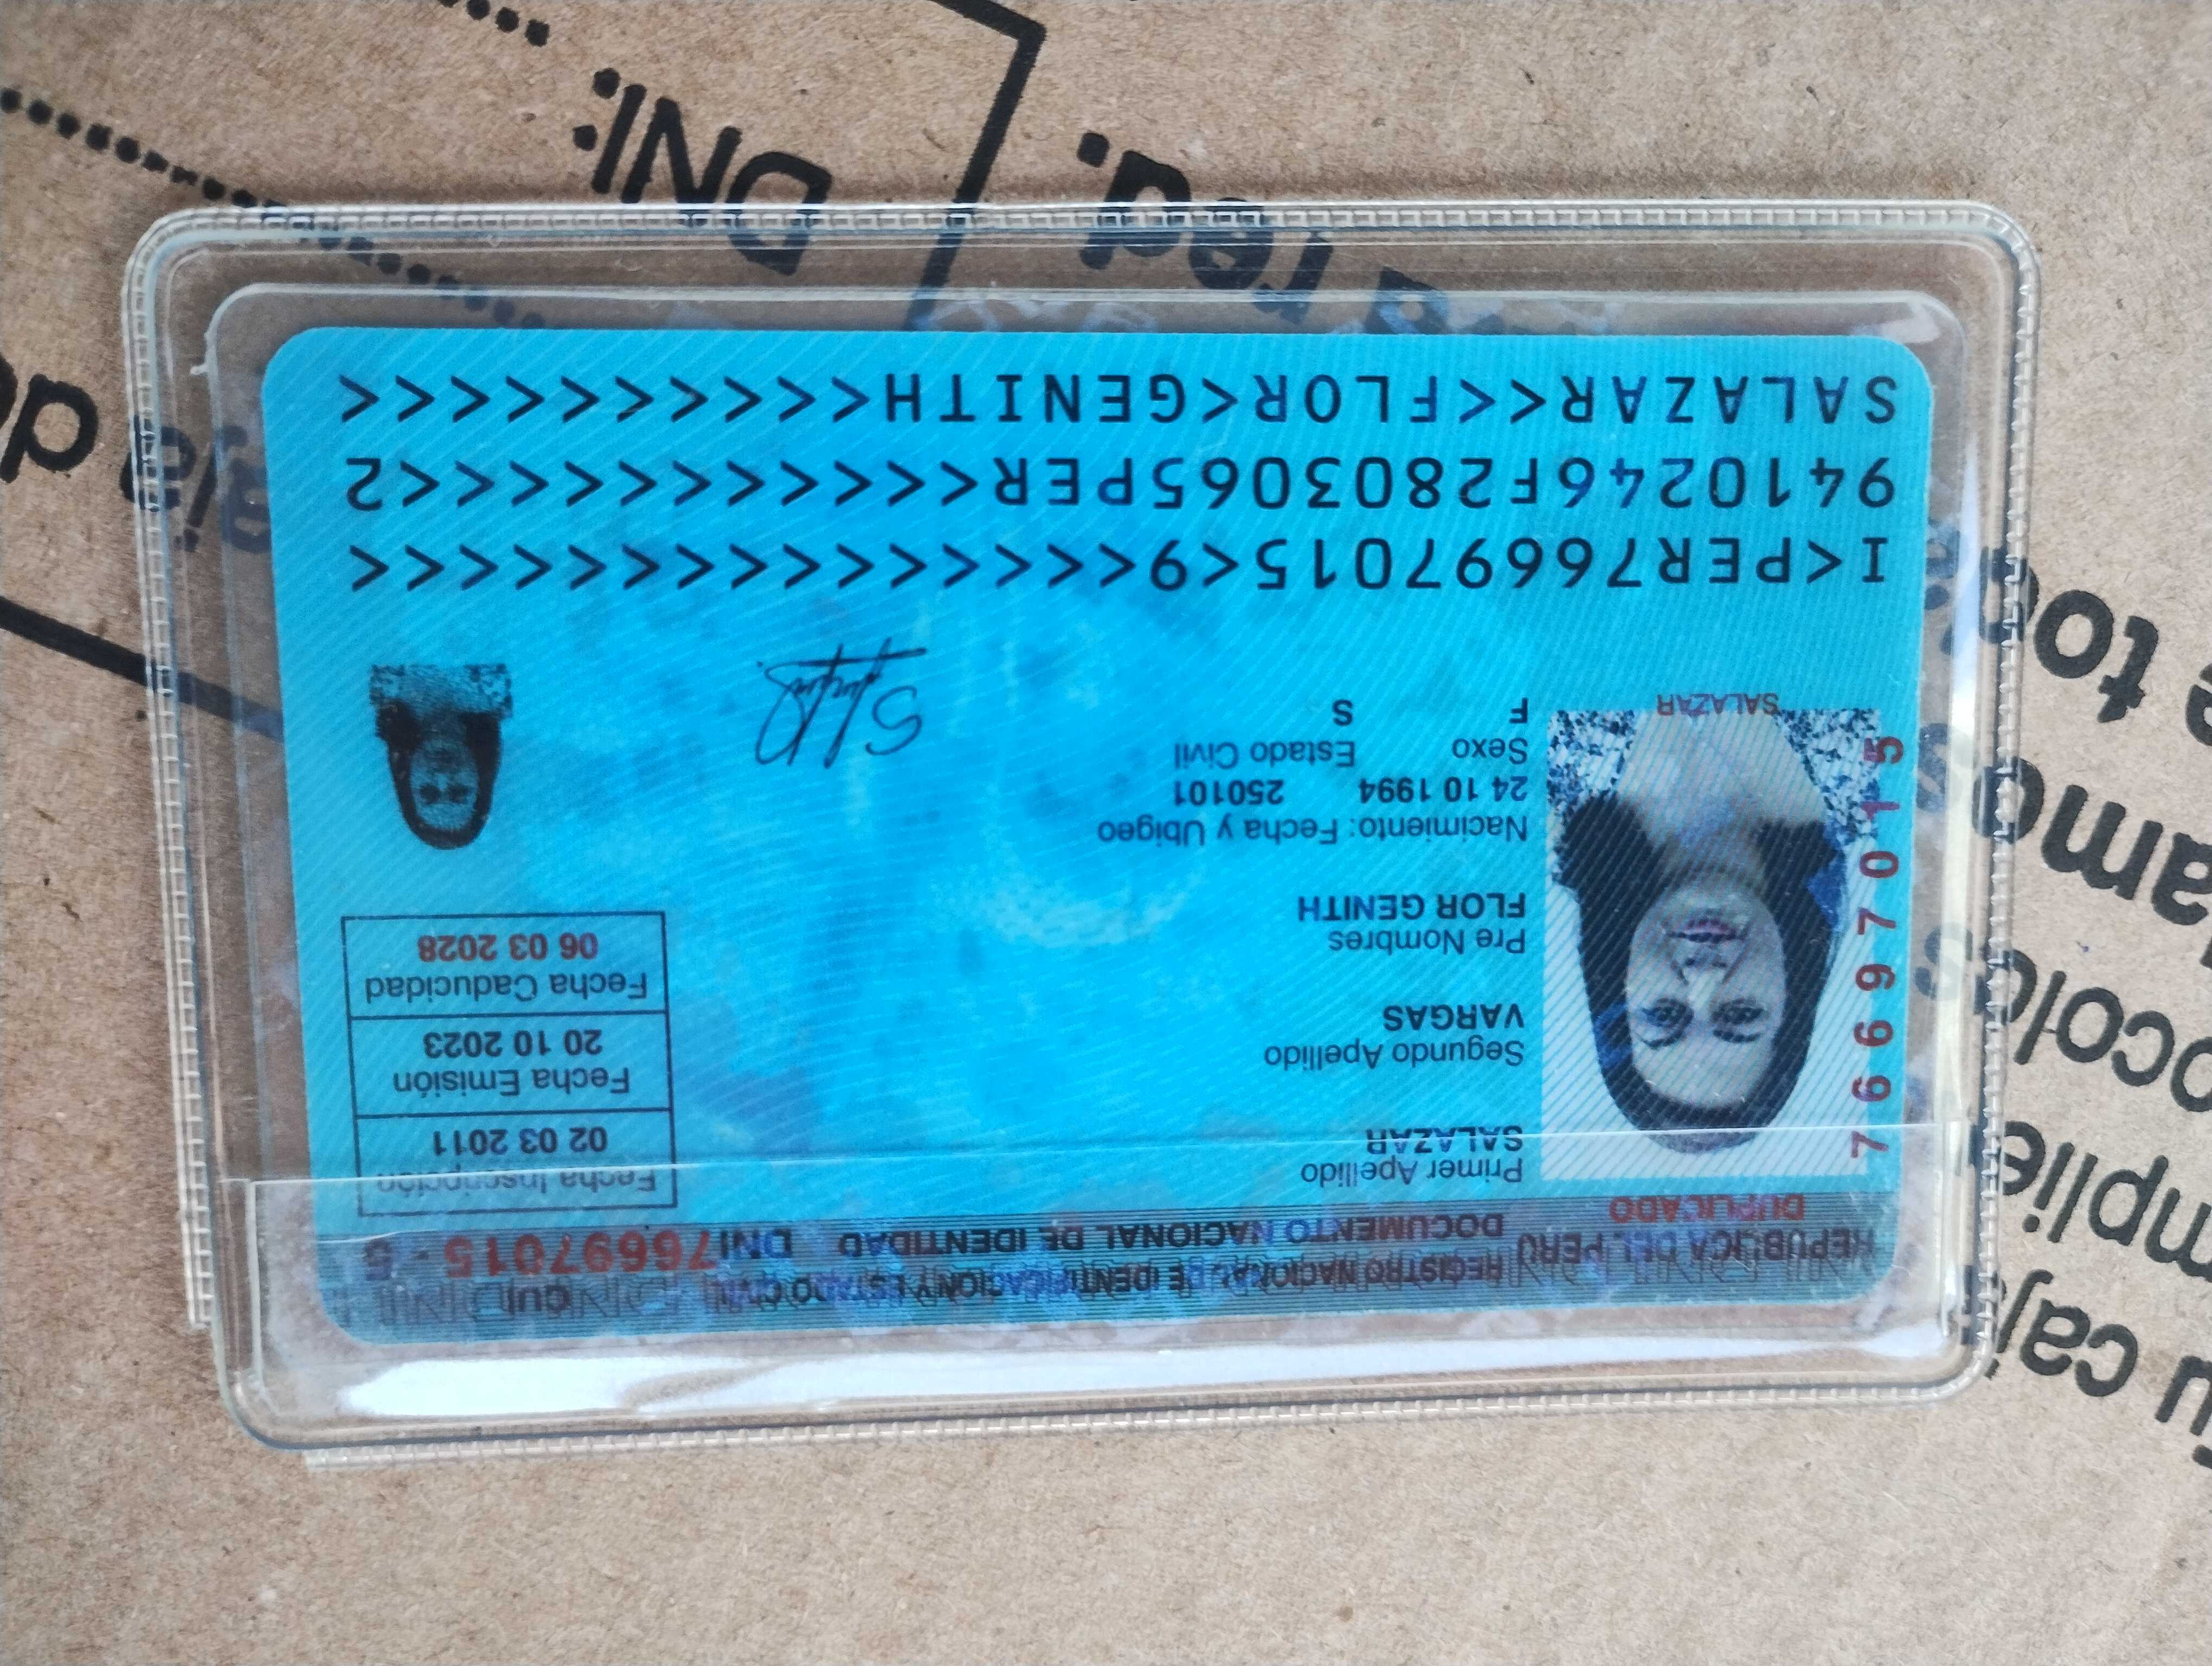 REPUBLICA DEL PERÚ
REGISTRO NACIONAL DE IDENTIFICACION Y ESTADO CIVIL
CUI
DUPLICADO
DOCUMENTO NACIONAL DE IDENTIDAD
DNI 76697015 - 5
Primer Apellido
SALAZAR
Segundo Apellido
VARGAS
Pre Nombres
FLOR GENITH
Nacimiento: Fecha y Ubigeo
24 10 1994 250101
Sexo Estado Civil
F S
Fecha Inscripción
02 03 2011
Fecha Emisión
20 10 2023
Fecha Caducidad
06 03 2028
76697015
SALAZAR
I<PER76697015<9<<<<<<<<<<<<<<<
9410246F2803065PER<<<<<<<<<<<2
SALAZAR<<FLOR<GENITH<<<<<<<<<<
DNI: